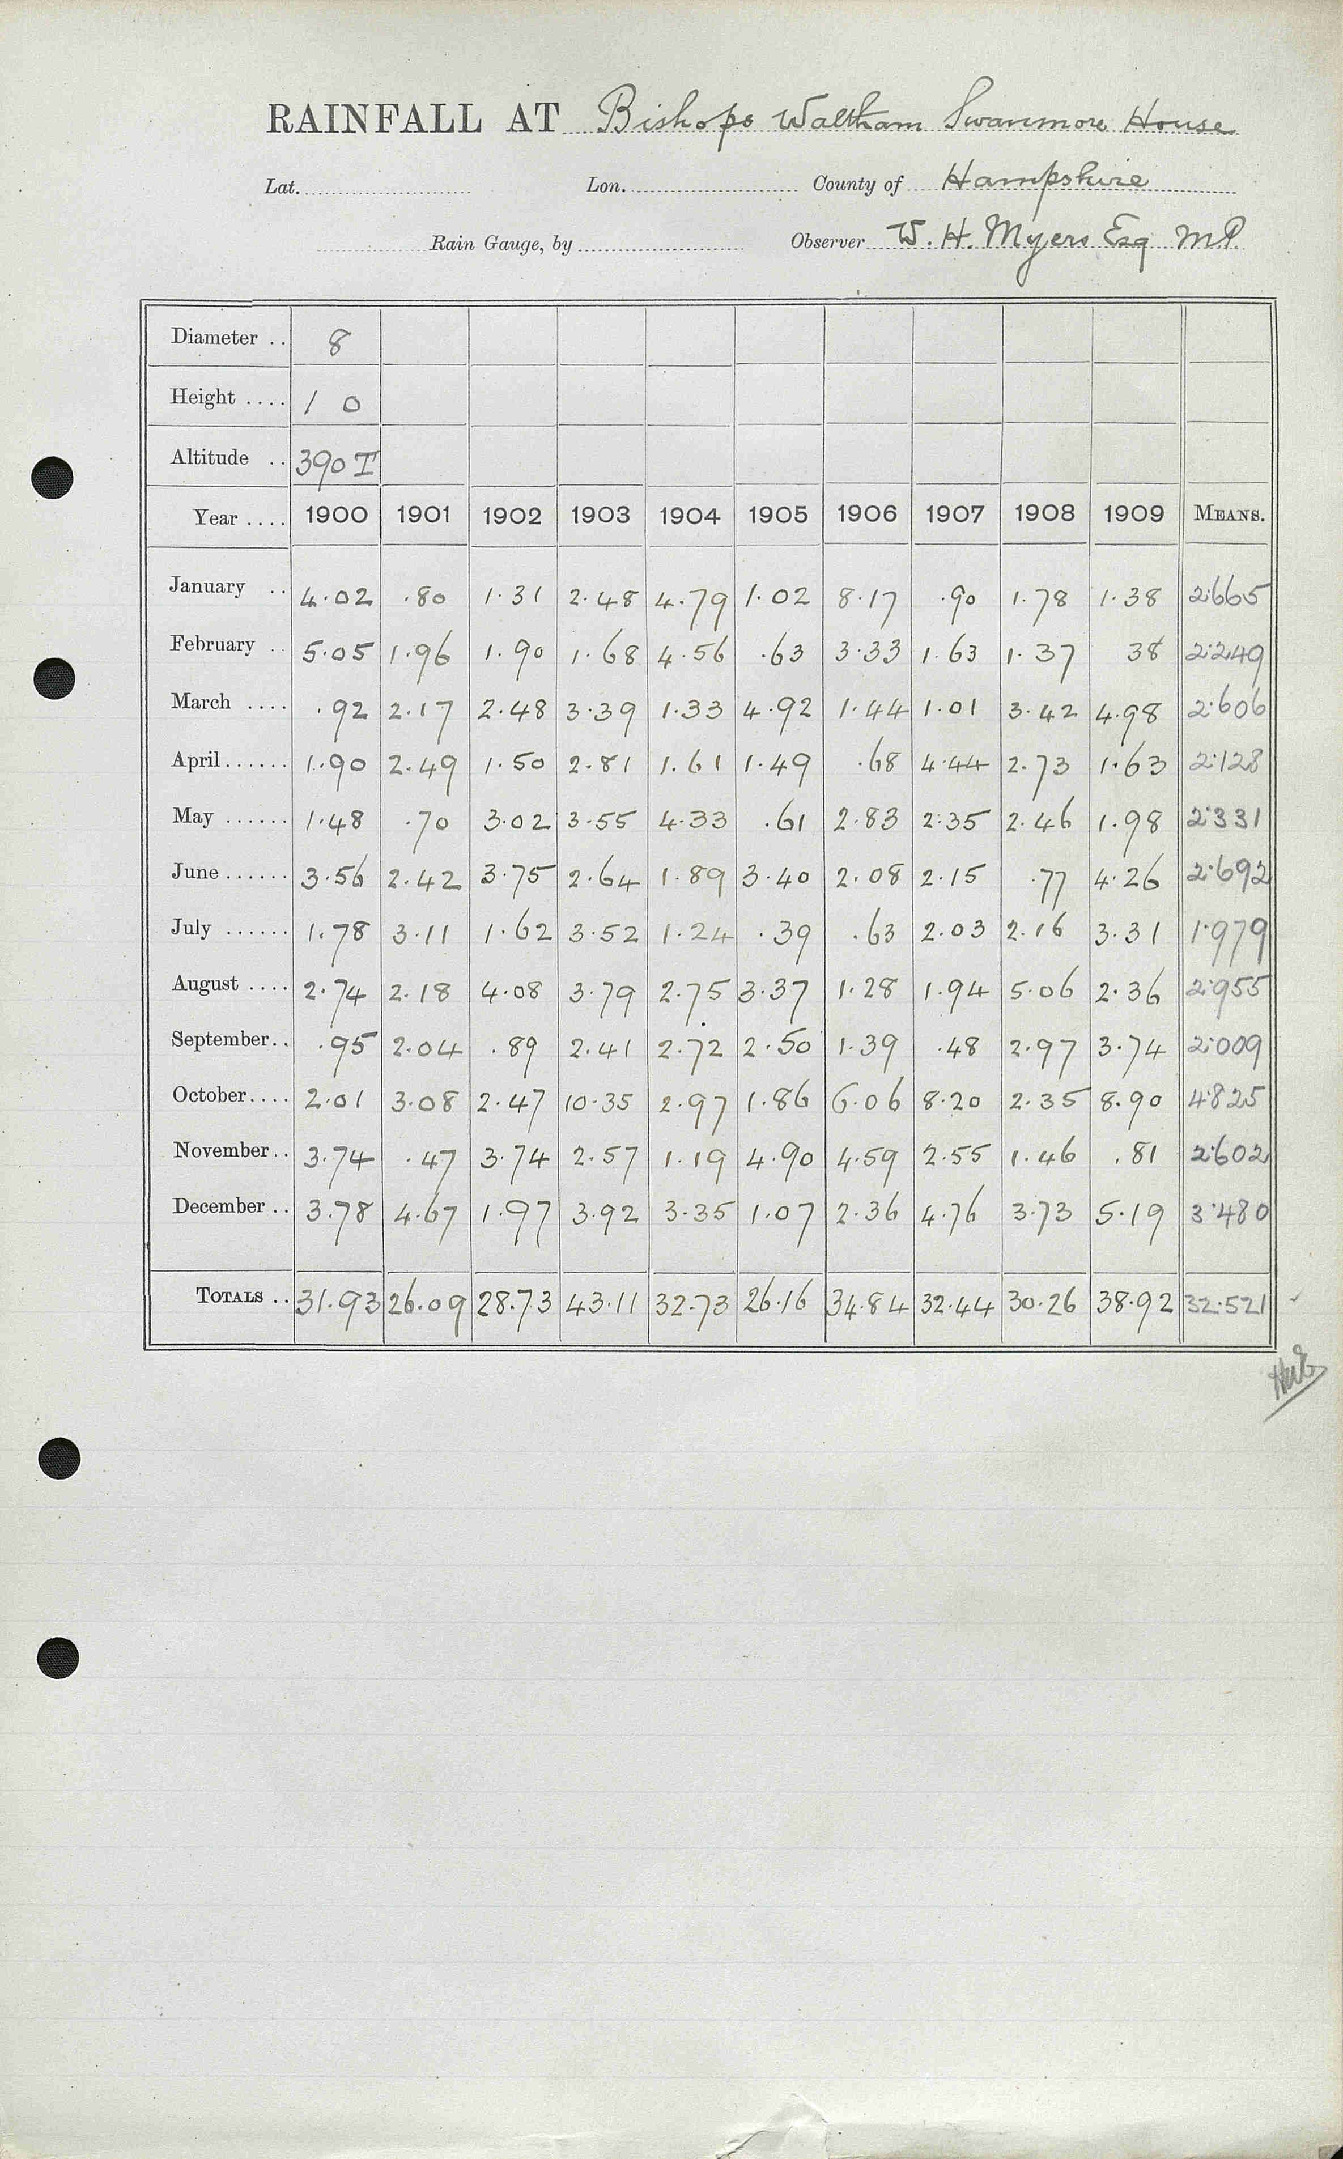 RAINFALL AT Bishops Waltham Swanmore House
Lat. Lon. County of Hampshire
Rain Gauge, by Observer W. H. Myers Esq M.P.
Diameter .. 8
Height .... 1 0
Altitude .. 390 T
Year .... 1900 1901 1902 1903 1904 1905 1906 1907 1908 1909 MEANS.
January .. 4.02 .80 1.31 2.48 4.79 1.02 8.17 .90 1.78 1.38 2.665
February .. 5.05 1.96 1.90 1.68 4.56 .63 3.33 1.63 1.37 38 2.249
March .... .92 2.17 2.48 3.39 1.33 4.92 1.44 1.01 3.42 4.98 2.606
April ...... 1.90 2.49 1.50 2.81 1.61 1.49 .68 4.44 2.73 1.63 2.128
May ...... 1.48 .70 3.02 3.55 4.33 .61 2.83 2.35 2.46 1.98 2.331
June ...... 3.56 2.42 3.75 2.64 1.89 3.40 2.08 2.15 .77 4.26 2.692
July ...... 1.78 3.11 1.62 3.52 1.24 .39 .63 2.03 2.16 3.31 1.979
August .... 2.74 2.18 4.08 3.79 2.75 3.37 1.28 1.94 5.06 2.36 2.955
September .. .95 2.04 .89 2.41 2.72 2.50 1.39 .48 2.97 3.74 2.009
October .... 2.01 3.08 2.47 10.35 2.97 1.86 6.06 8.20 2.35 8.90 4.825
November .. 3.74 .47 3.74 2.57 1.19 4.90 4.59 2.55 1.46 .81 2.602
December .. 3.78 4.67 1.97 3.92 3.35 1.07 2.36 4.76 3.73 5.19 3.480
TOTALS .. 31.93 26.09 28.73 43.11 32.73 26.16 34.84 32.44 30.26 38.92 32.521